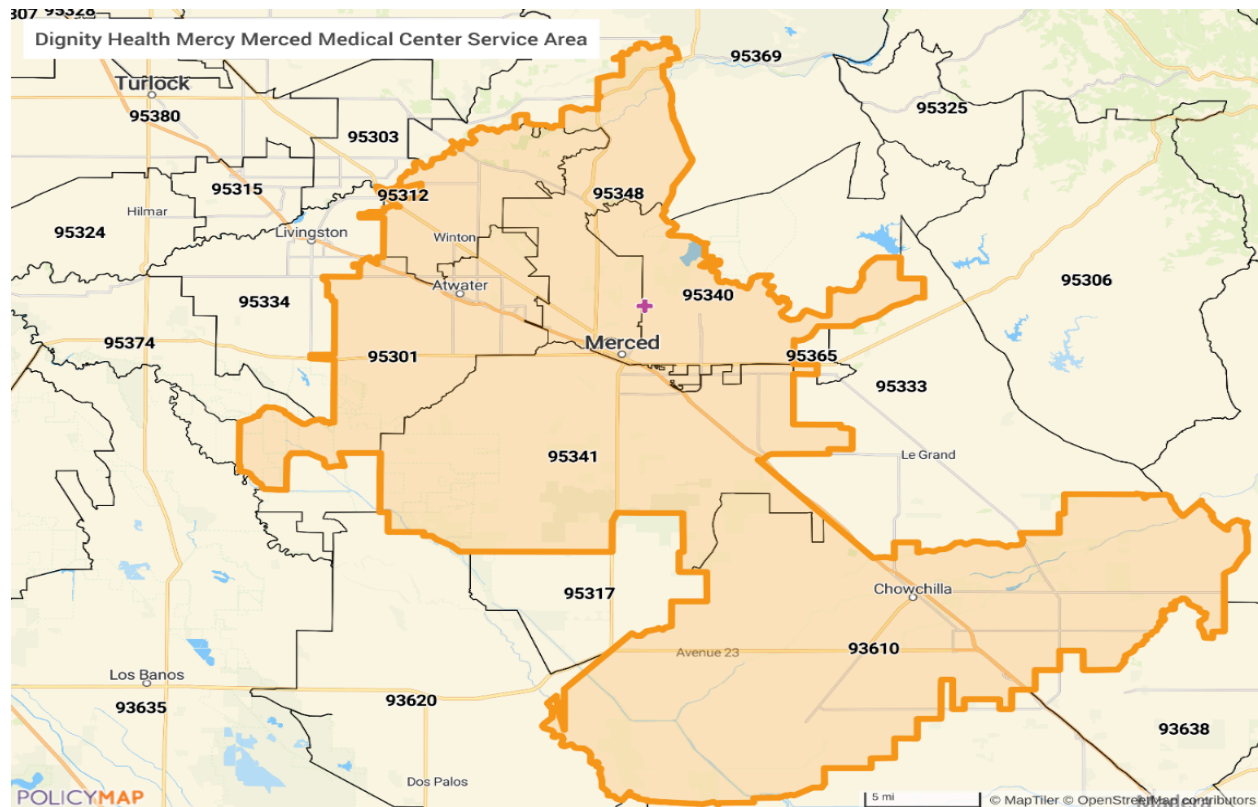 307
95328
Dignity Health Mercy Merced Medical Center Service Area
95369
Turlock
95380
95325
95303
95315
95312
95348
Hilmar
95324
Livingston
Winton
95340
95306
Atwater
95334
95374
Merced
95301
95365
95333
95341
Le Grand
95317
Chowchilla
Avenue 23
93610
Los Banos
93635
93620
93638
Dos Palos
POLICYMAP
5 mi
© MapTiler © OpenStreetMap contributors